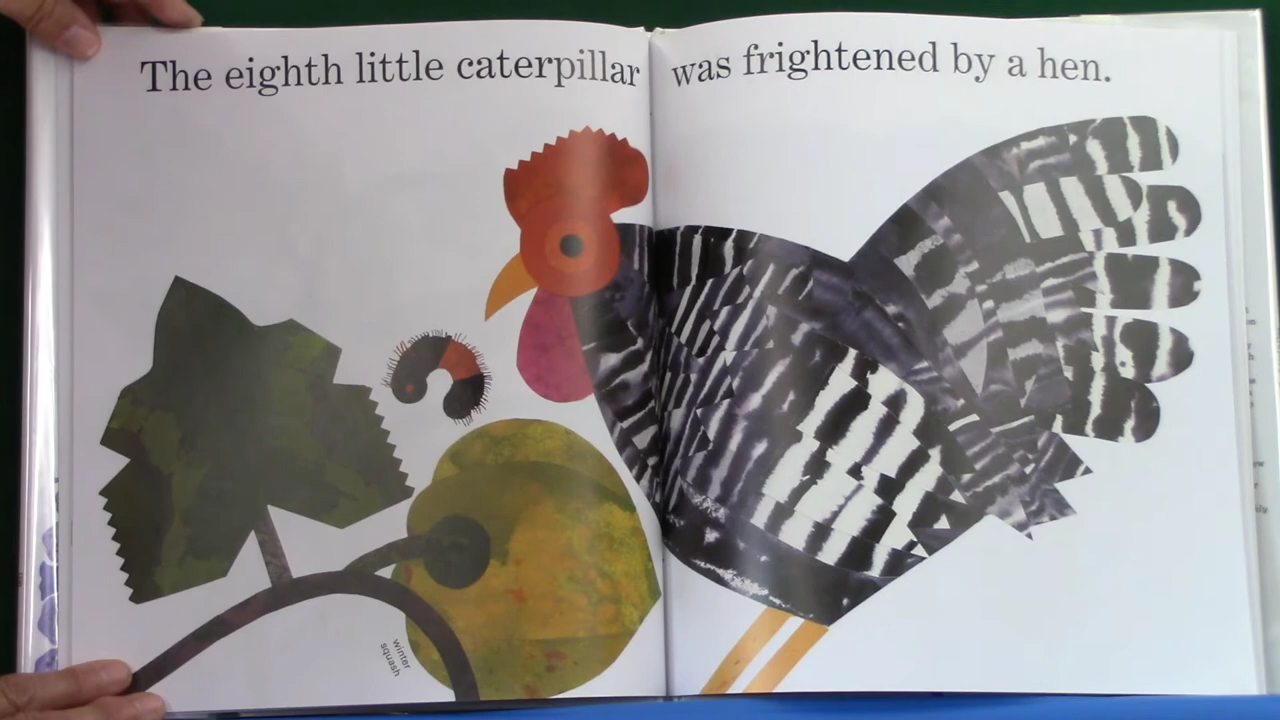 The eighth little caterpillar was frightened by a hen.
winter
squash